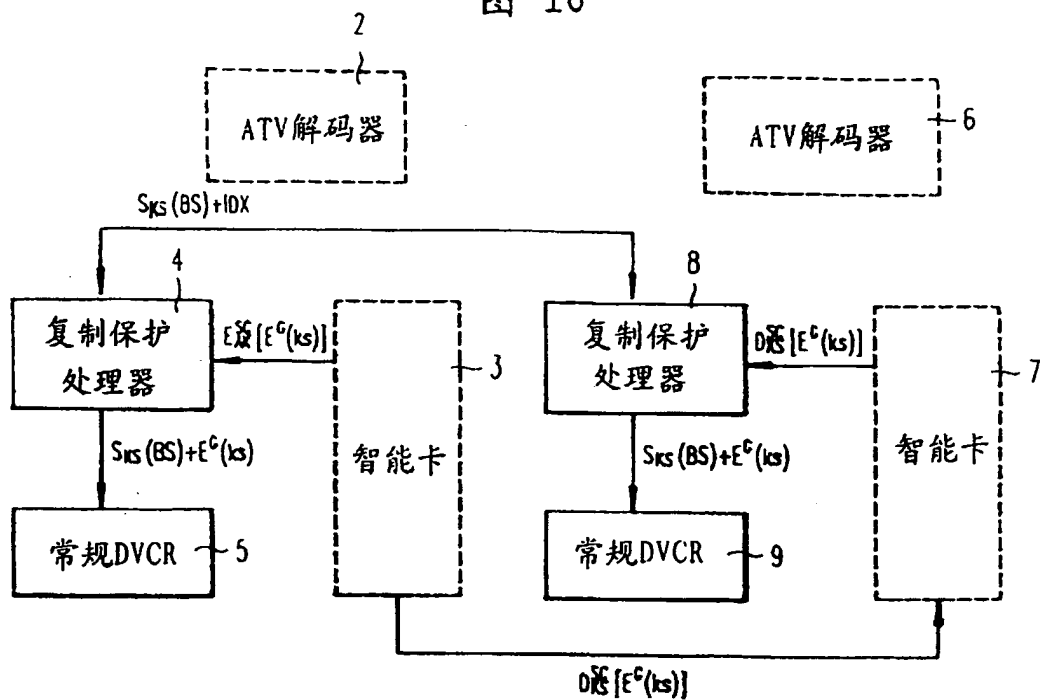 2
ATV解码器
6
ATV解码器
SKS(BS)+IDX
4
复制保护
处理器
[E^G(ks)]
3
智能卡
8
复制保护
处理器
[E^G(ks)]
7
智能卡
SKS(BS)+E^G(ks)
SKS(BS)+E^G(ks)
常规DVCR
5
常规DVCR
9
[E^G(ks)]